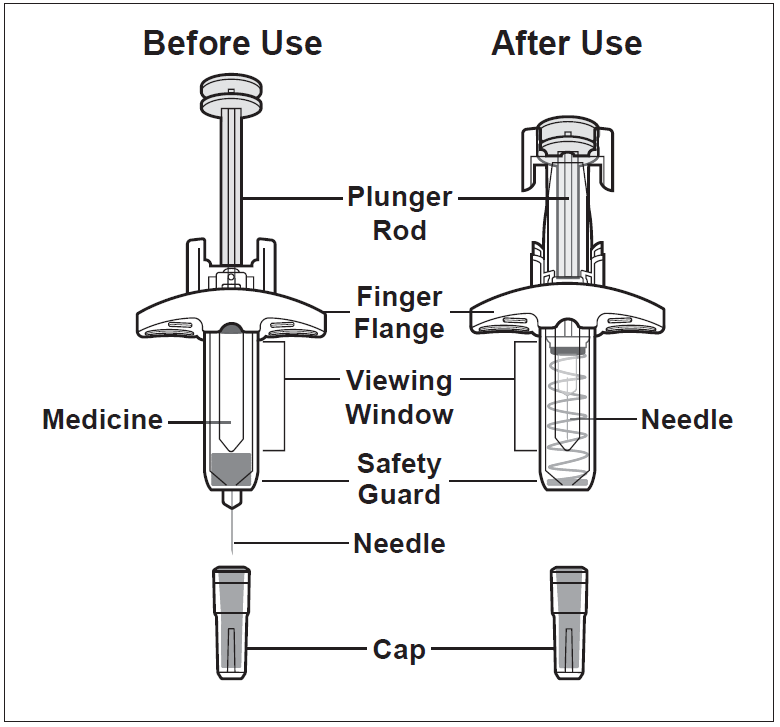 Before Use
After Use
Plunger
Rod
Finger
Flange
Viewing
Window
Medicine
Needle
Safety
Guard
Needle
Cap